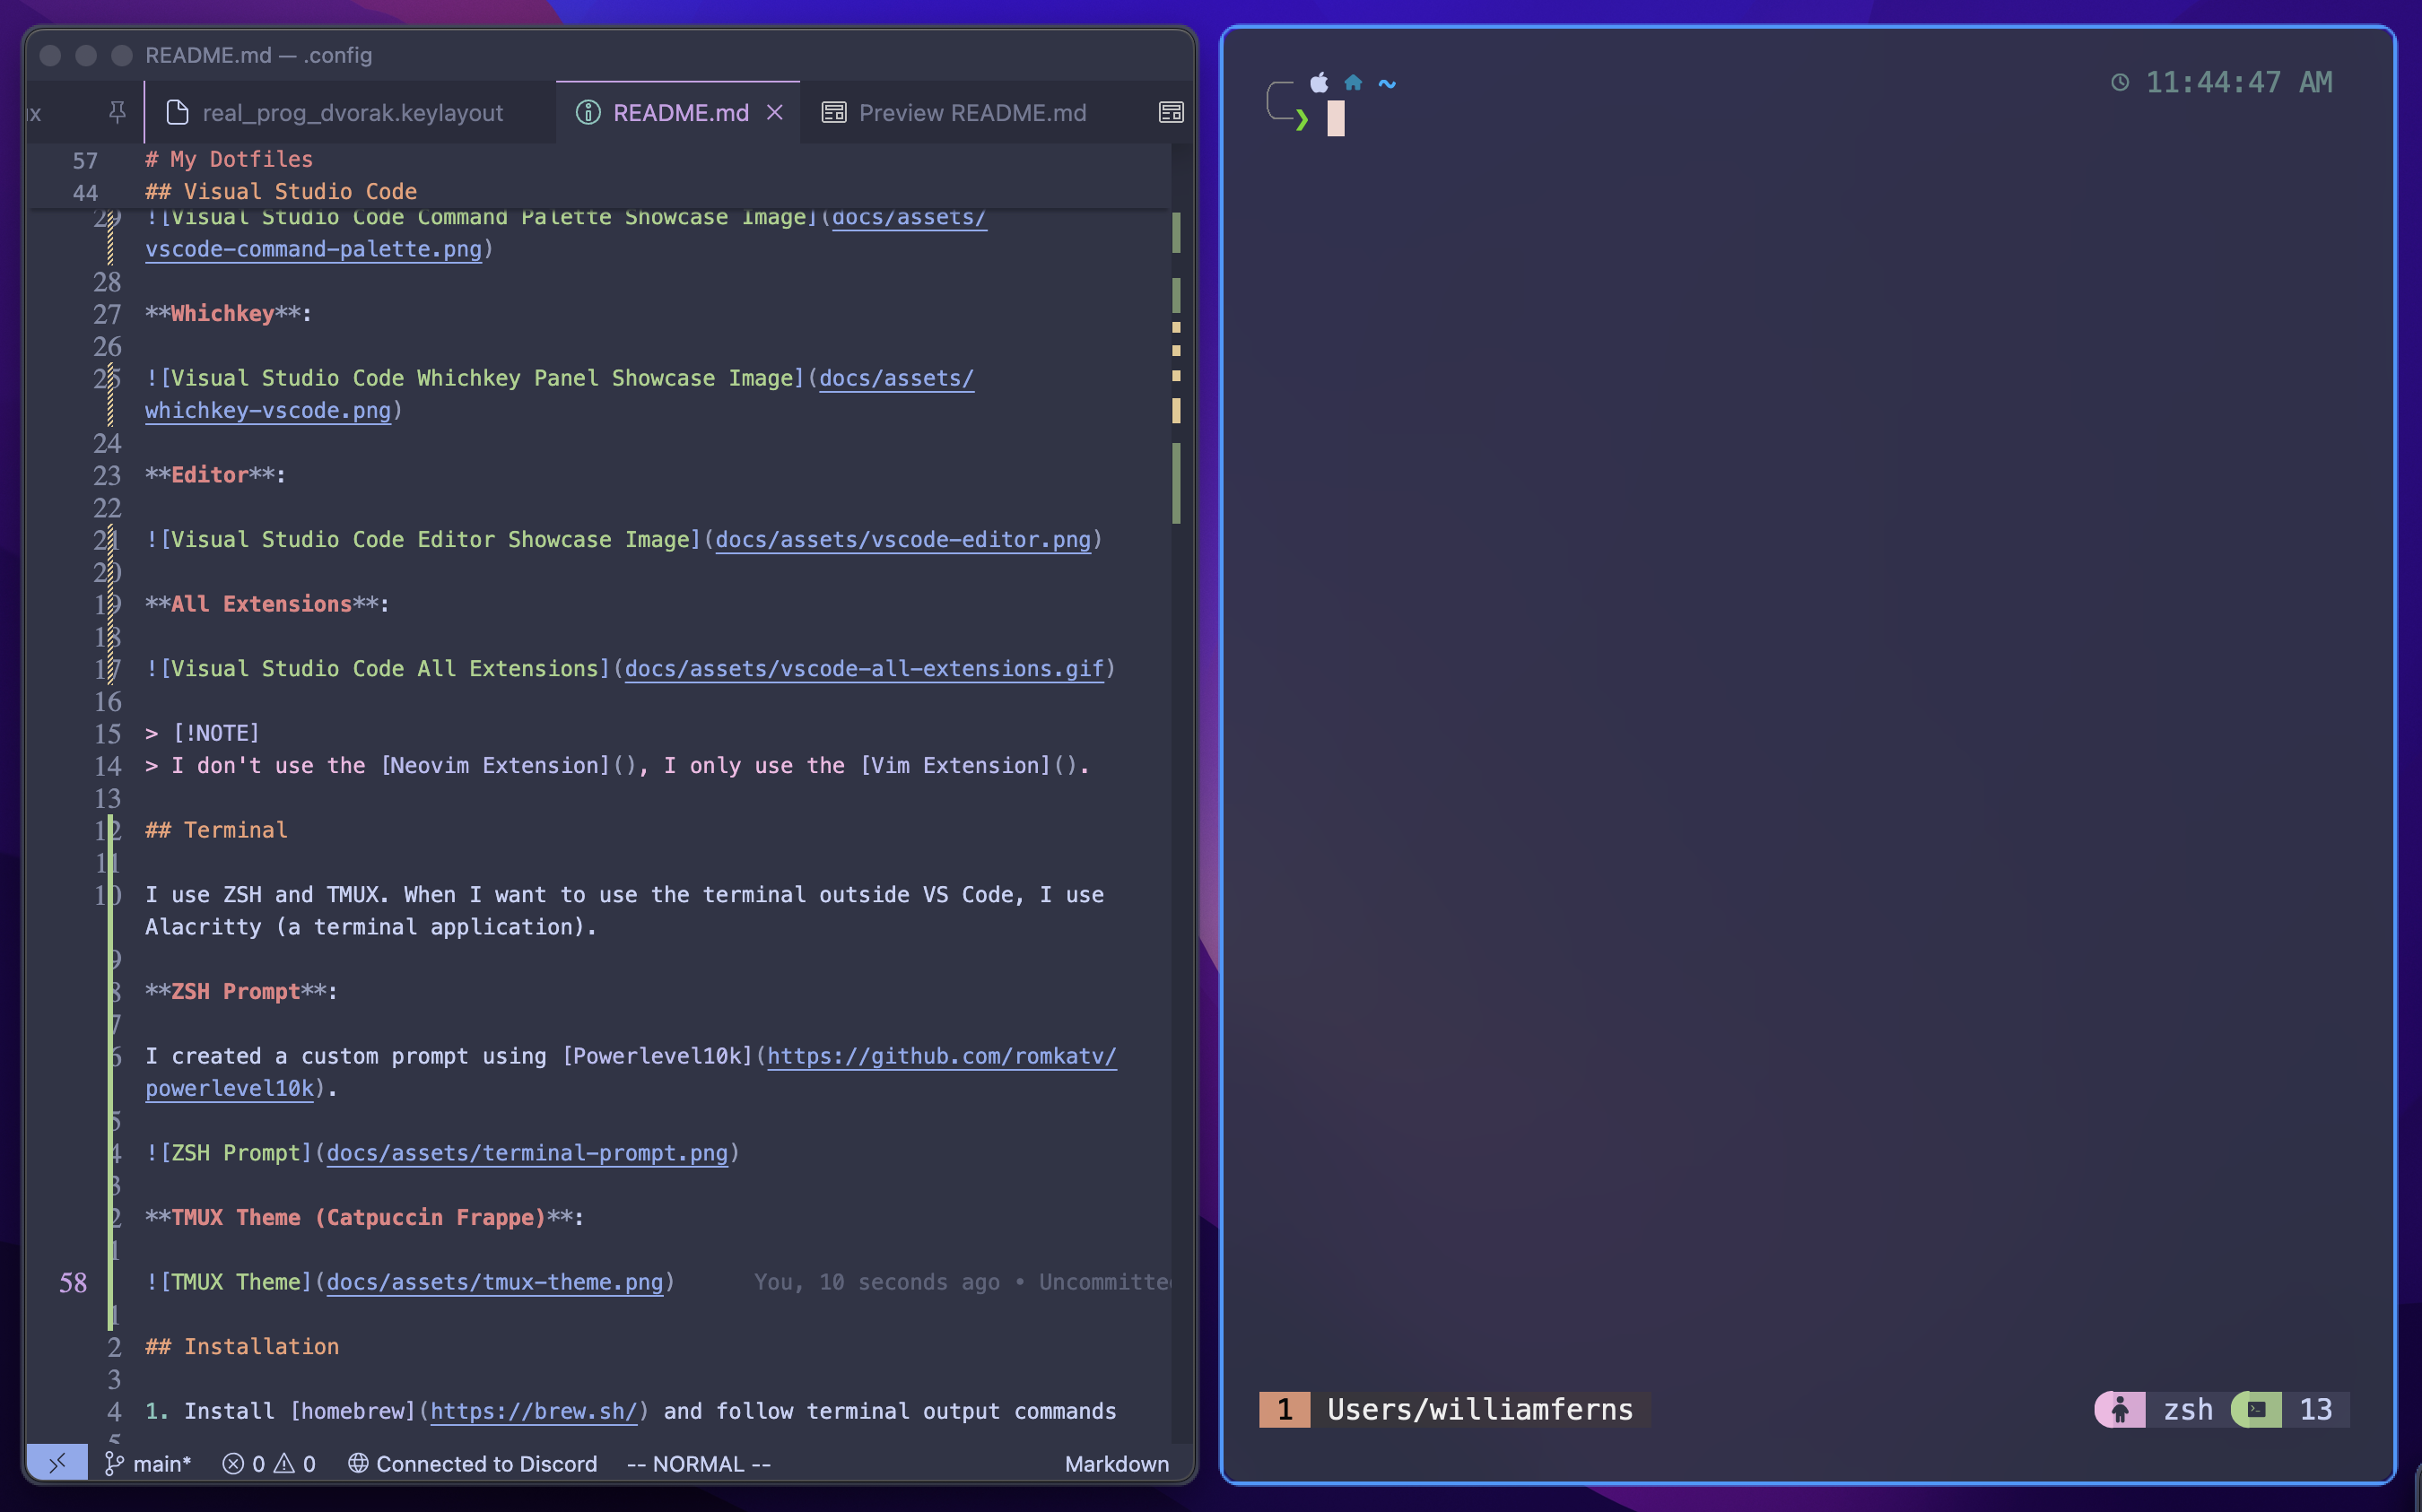 README.md — .config
x
real_prog_dvorak.keylayout
README.md
Preview README.md
57 # My Dotfiles
44 ## Visual Studio Code
29 ![Visual Studio Code Command Palette Showcase Image](docs/assets/
vscode-command-palette.png)
28
27 **Whichkey**:
26
25 ![Visual Studio Code Whichkey Panel Showcase Image](docs/assets/
whichkey-vscode.png)
24
23 **Editor**:
22
21 ![Visual Studio Code Editor Showcase Image](docs/assets/vscode-editor.png)
20
19 **All Extensions**:
18
17 ![Visual Studio Code All Extensions](docs/assets/vscode-all-extensions.gif)
16
15 > [!NOTE]
14 > I don't use the [Neovim Extension](), I only use the [Vim Extension]().
13
12 ## Terminal
11
10 I use ZSH and TMUX. When I want to use the terminal outside VS Code, I use
Alacritty (a terminal application).
9
8 **ZSH Prompt**:
7
6 I created a custom prompt using [Powerlevel10k](https://github.com/romkatv/
powerlevel10k).
5
4 ![ZSH Prompt](docs/assets/terminal-prompt.png)
3
2 **TMUX Theme (Catpuccin Frappe)**:
1
58 ![TMUX Theme](docs/assets/tmux-theme.png) You, 10 seconds ago • Uncommitte
1
2 ## Installation
3
4 1. Install [homebrew](https://brew.sh/) and follow terminal output commands
5
main* 0 0 Connected to Discord -- NORMAL -- Markdown
~ 11:44:47 AM
❯
1 Users/williamferns zsh 13